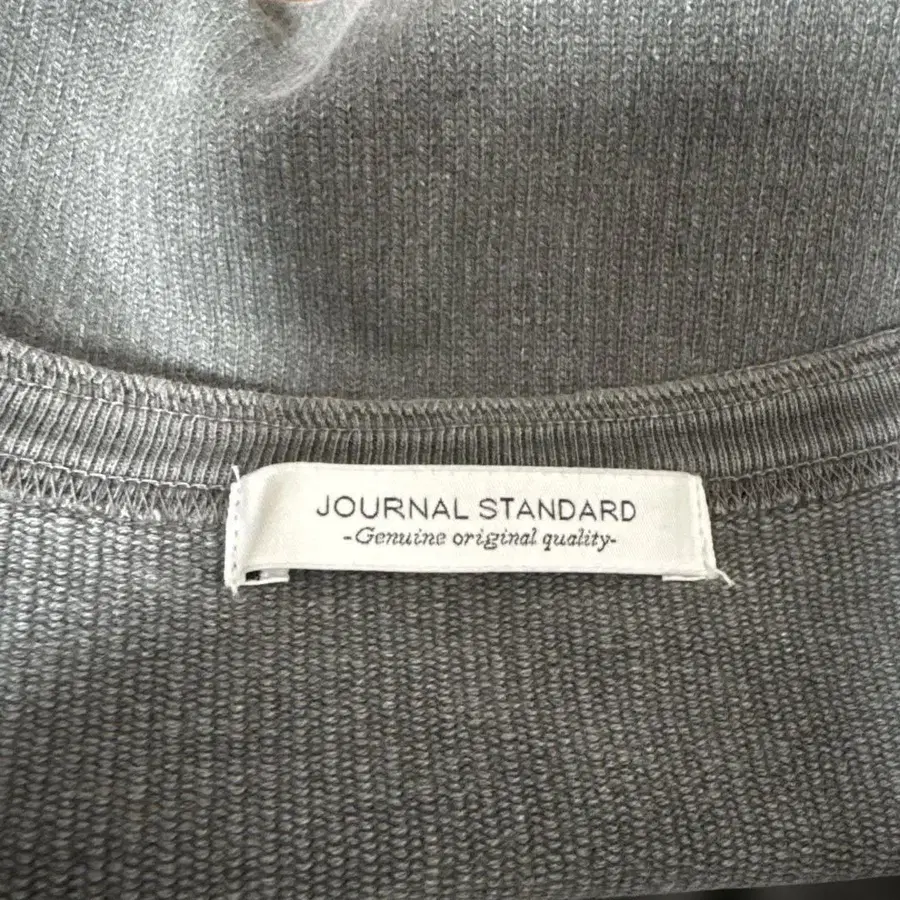 JOURNAL STANDARD
-Genuine original quality-